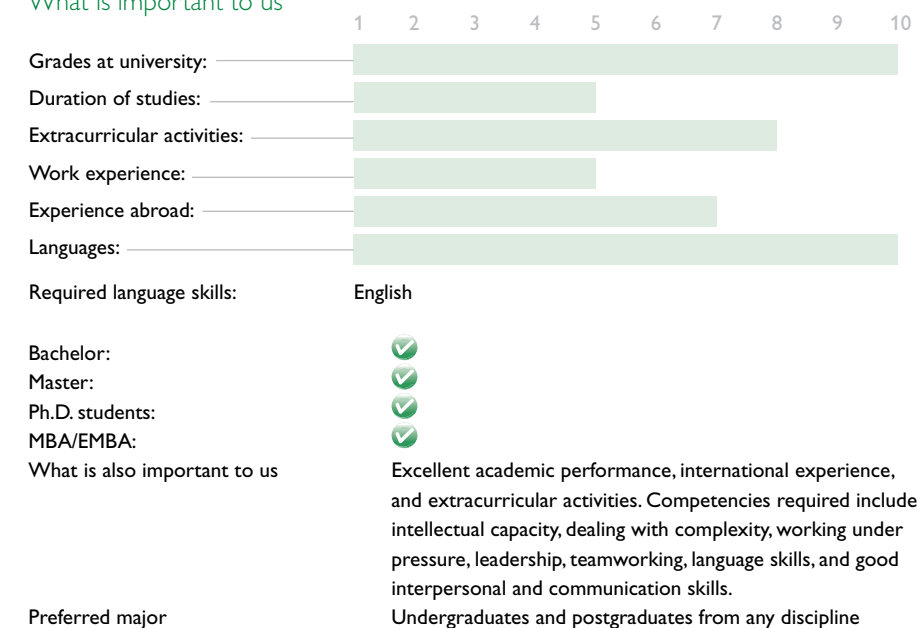 What is important to us
1 2 3 4 5 6 7 8 9 10
Grades at university:
Duration of studies:
Extracurricular activities:
Work experience:
Experience abroad:
Languages:
Required language skills: English
Bachelor:
Master:
Ph.D. students:
MBA/EMBA:
What is also important to us Excellent academic performance, international experience,
and extracurricular activities. Competencies required include
intellectual capacity, dealing with complexity, working under
pressure, leadership, teamworking, language skills, and good
interpersonal and communication skills.
Preferred major Undergraduates and postgraduates from any discipline